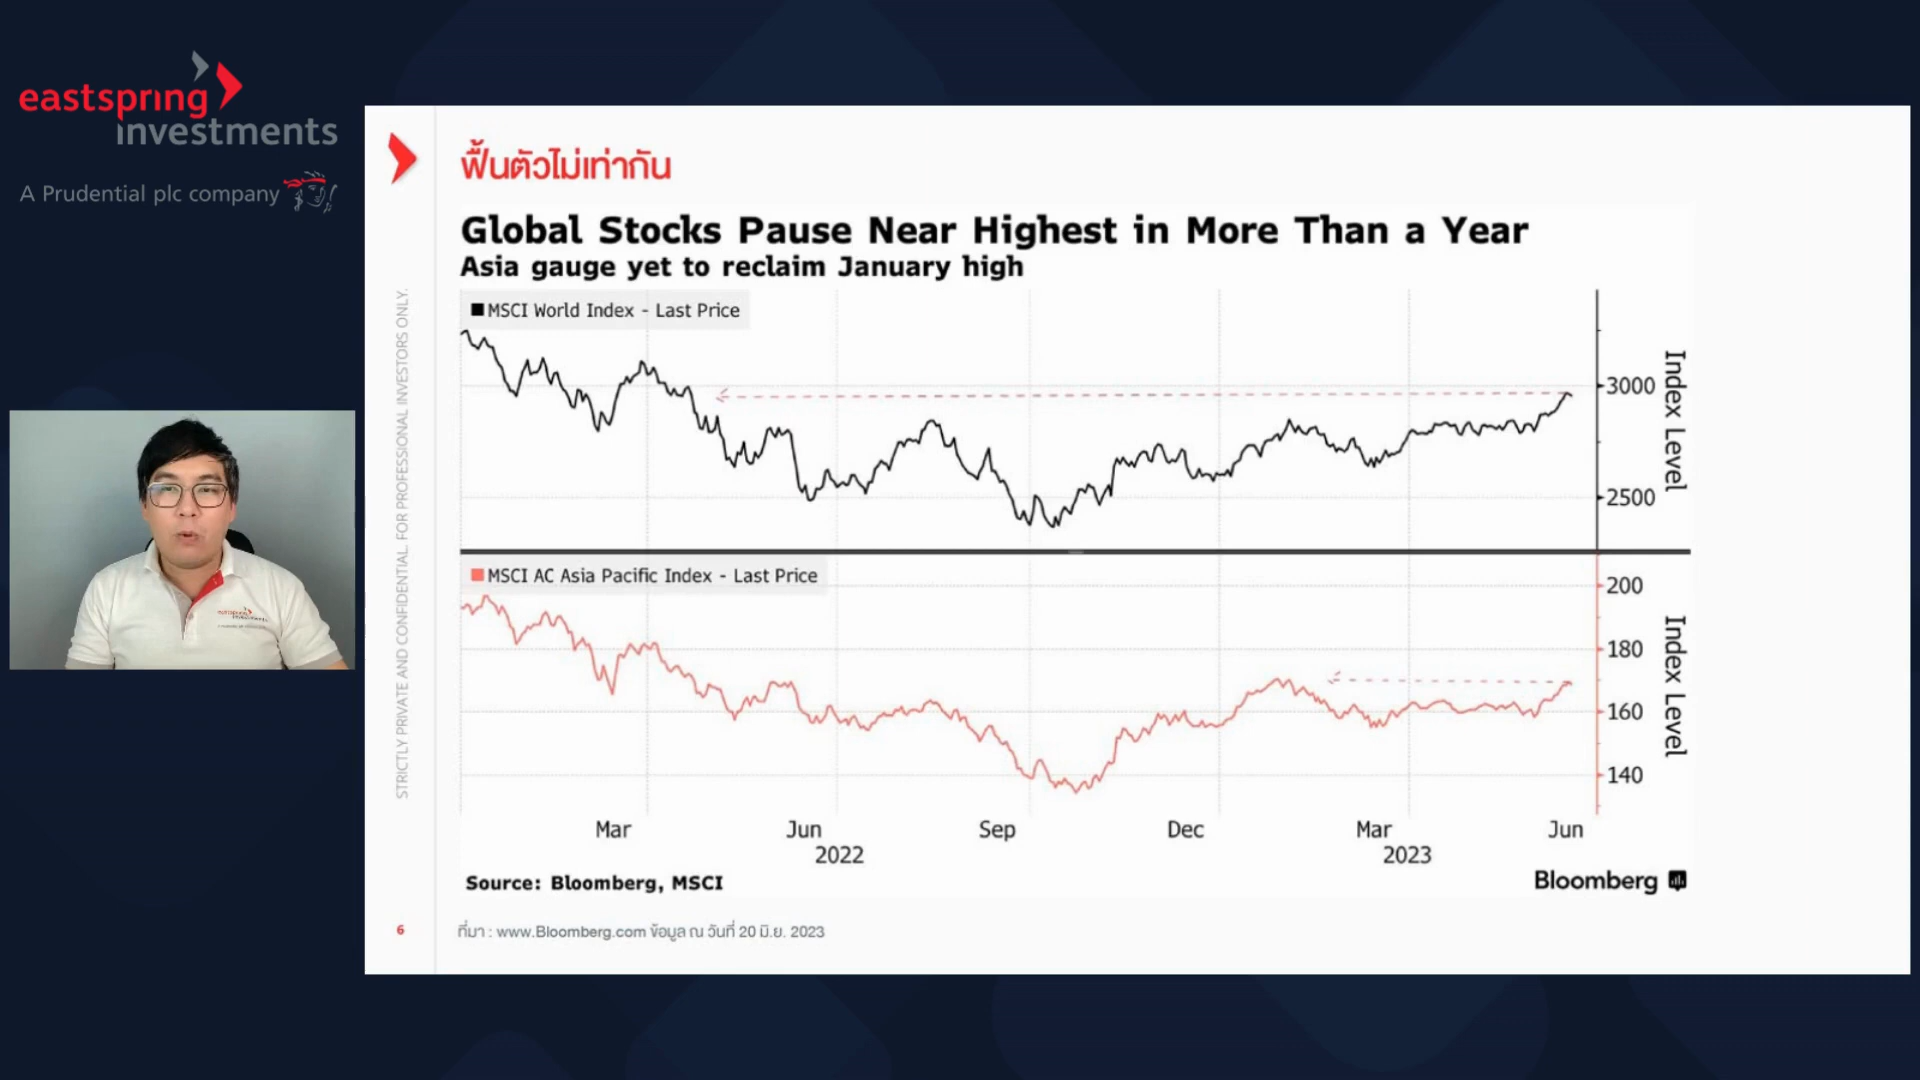 eastspring
investments
A Prudential plc company
ฟื้นตัวไม่เท่ากัน
Global Stocks Pause Near Highest in More Than a Year
Asia gauge yet to reclaim January high
MSCI World Index - Last Price
3000
2500
Index Level
MSCI AC Asia Pacific Index - Last Price
200
180
160
140
Index Level
Mar Jun Sep Dec Mar Jun
2022 2023
Source: Bloomberg, MSCI
Bloomberg
STRICTLY PRIVATE AND CONFIDENTIAL. FOR PROFESSIONAL INVESTORS ONLY.
6
ที่มา : www.Bloomberg.com ข้อมูล ณ วันที่ 20 มิ.ย. 2023
eastspring
investments